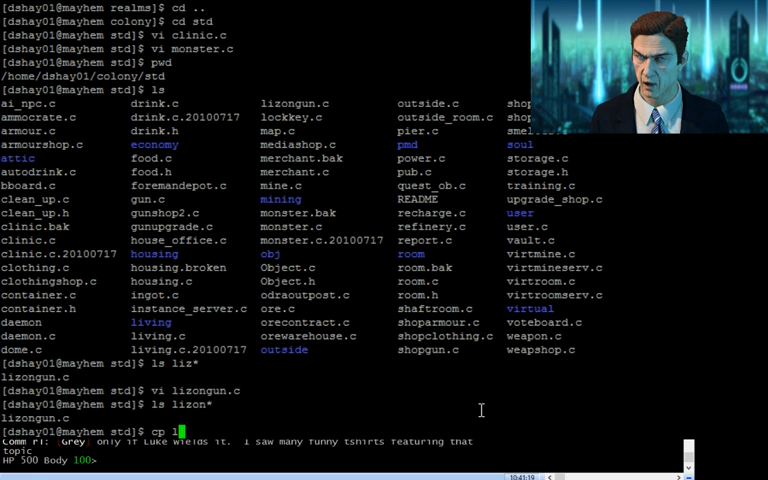 [dshay01@mayhem realms]$ cd ..
[dshay01@mayhem colony]$ cd std
[dshay01@mayhem std]$ vi clinic.c
[dshay01@mayhem std]$ vi monster.c
[dshay01@mayhem std]$ pwd
/home/dshay01/colony/std
[dshay01@mayhem std]$ ls
ai_npc.c drink.c lizongun.c outside.c
ammocrate.c drink.c.20100717 lockkey.c outside_room.c
armour.c drink.h map.c pier.c
armourshop.c economy mediashop.c pmd soul
attic food.c merchant.bak power.c storage.c
autodrink.c food.h merchant.c pub.c storage.h
bboard.c foremandepot.c mine.c quest_ob.c training.c
clean_up.c gun.c mining README upgrade_shop.c
clean_up.h gunshop2.c monster.bak recharge.c user
clinic.bak gunupgrade.c monster.c refinery.c user.c
clinic.c house_office.c monster.c.20100717 report.c vault.c
clinic.c.20100717 housing obj room virtmine.c
clothing.c housing.broken Object.c room.bak virtmineserv.c
clothingshop.c housing.c Object.h room.c virtroom.c
container.c ingot.c odraoutpost.c room.h virtroomserv.c
container.h instance_server.c ore.c shaftroom.c virtual
daemon living orecontract.c shoparmour.c voteboard.c
daemon.c living.c orewarehouse.c shopclothing.c weapon.c
dome.c living.c.20100717 outside shopgun.c weapshop.c
[dshay01@mayhem std]$ ls liz*
lizongun.c
[dshay01@mayhem std]$ vi lizongun.c
[dshay01@mayhem std]$ ls lizon*
lizongun.c
[dshay01@mayhem std]$ cp l
[Grey] only if Luke wields it. I saw many funny tshirts featuring that
topic
HP 500 Body 100>
10:41:19